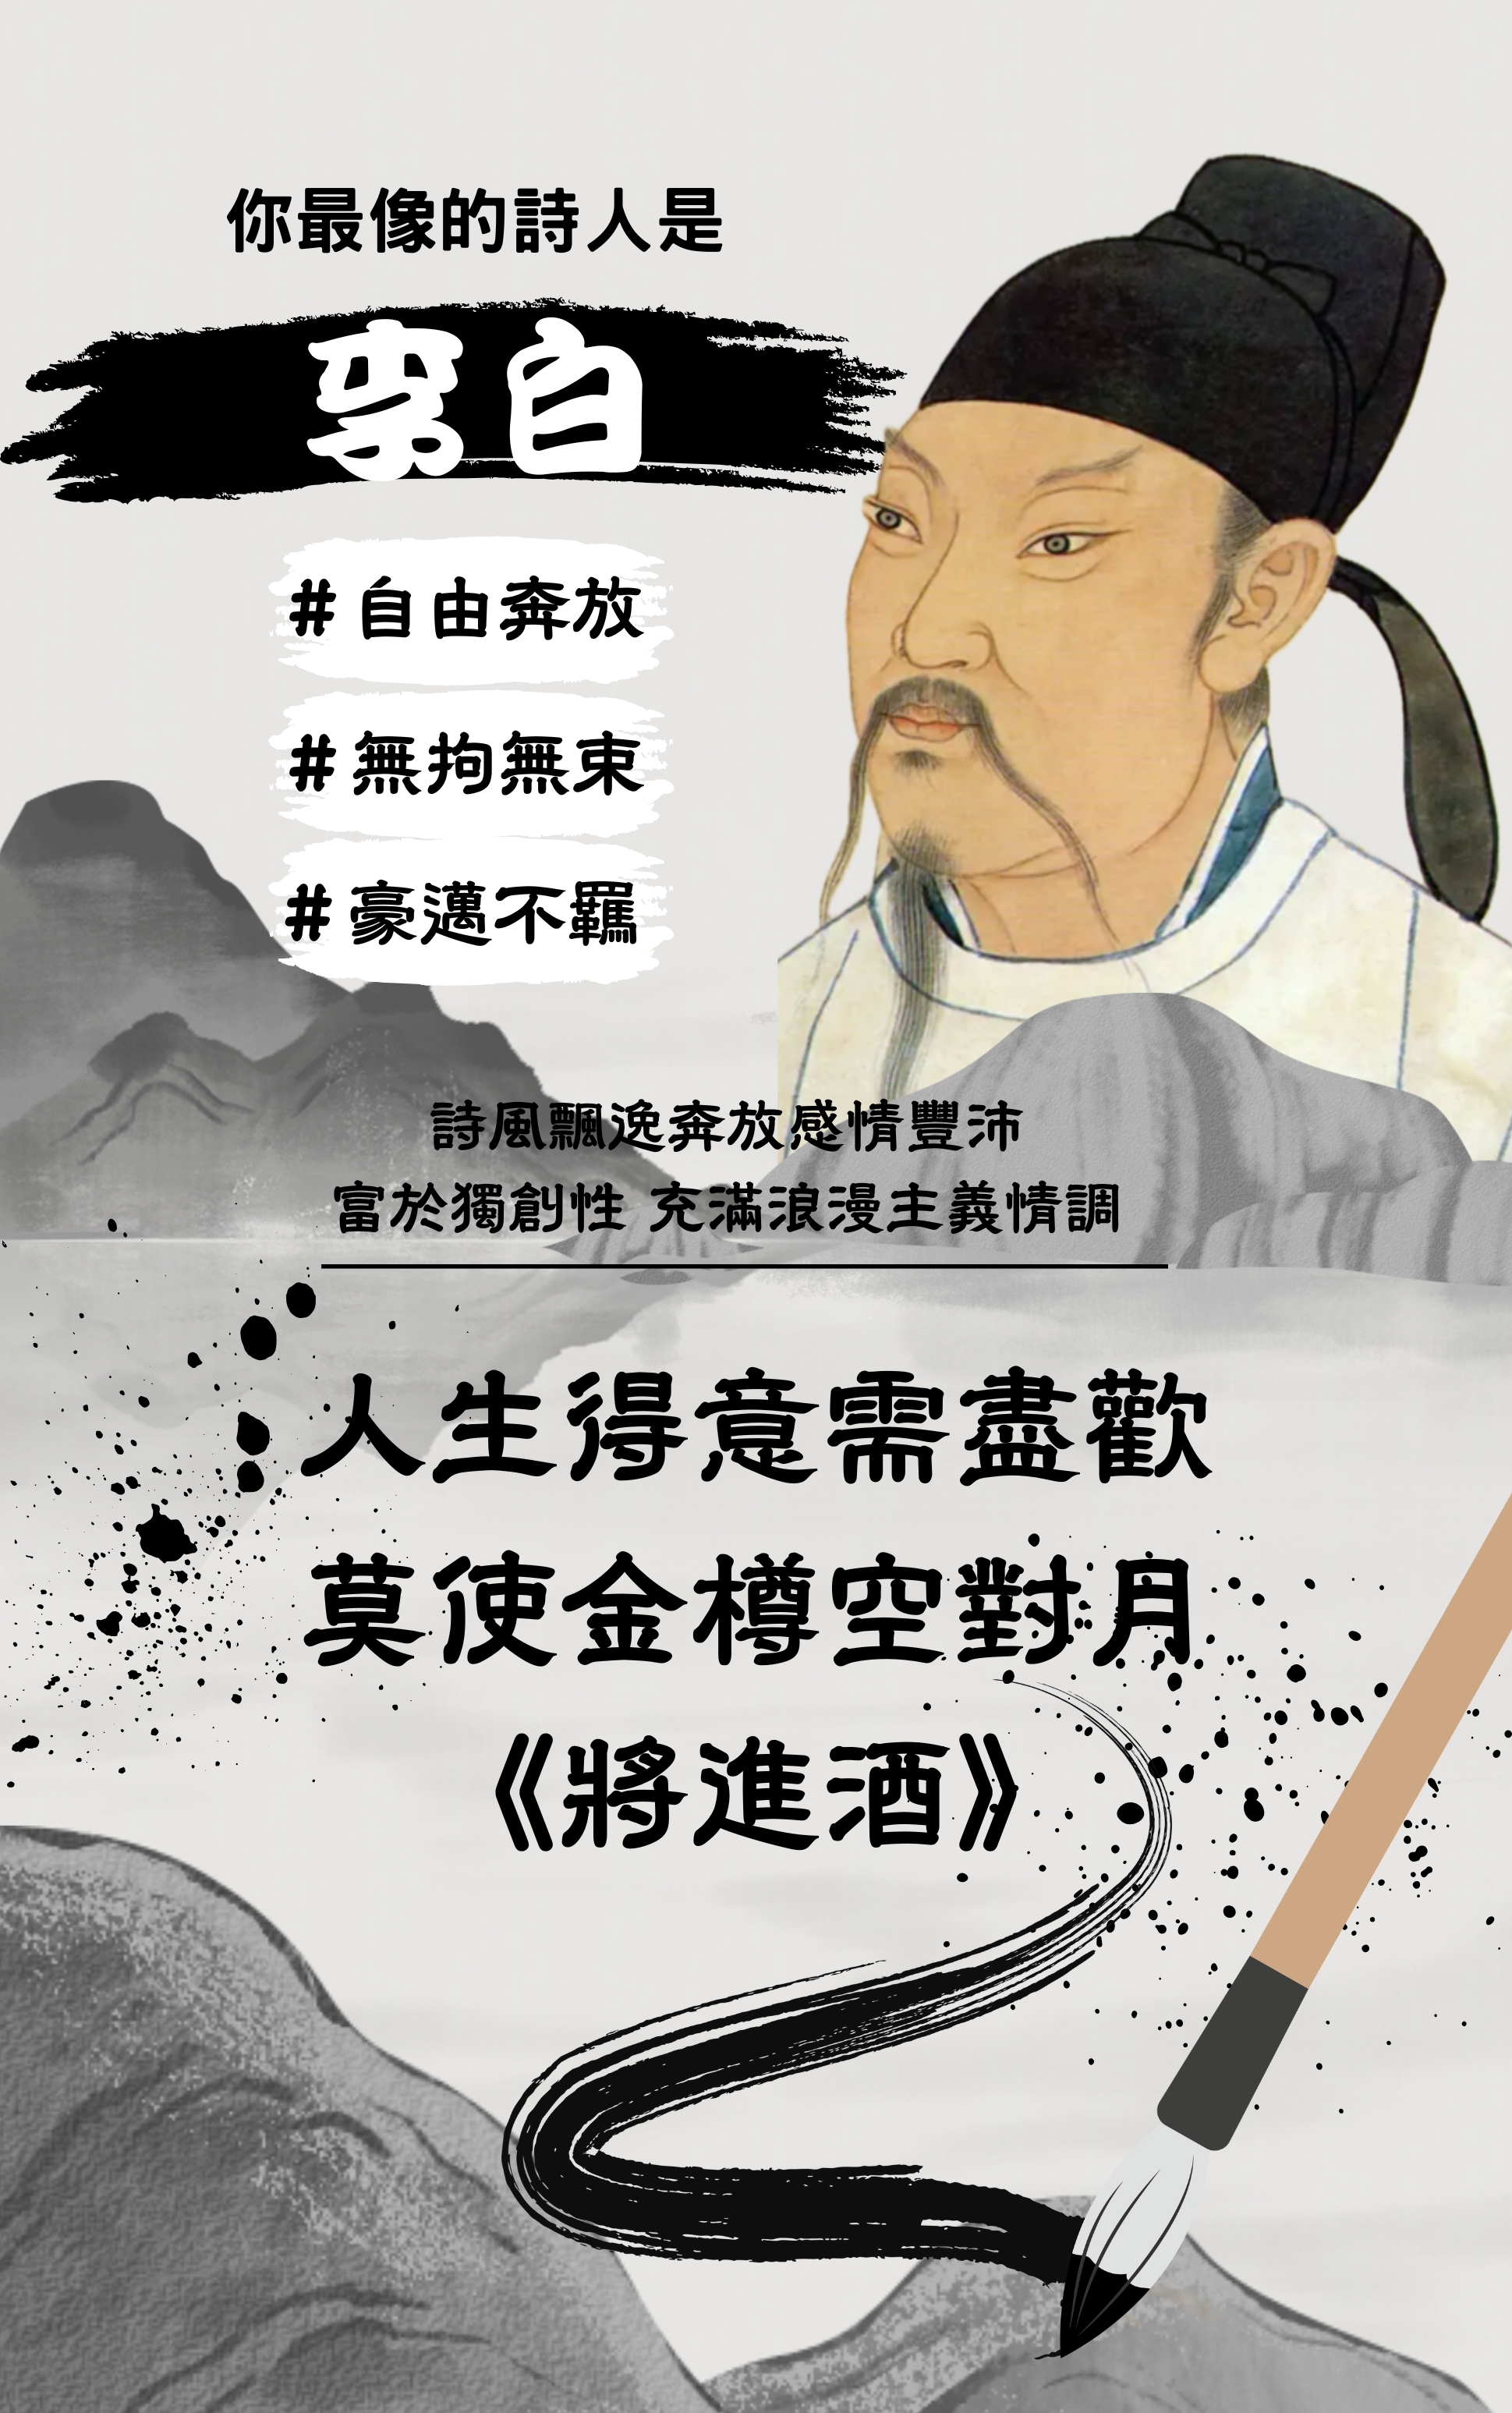 你最像的詩人是
李白
#自由奔放
#無拘無束
#豪邁不羈
詩風飄逸奔放感情豐沛
富於獨創性 充滿浪漫主義情調
人生得意需盡歡
莫使金樽空對月
《將進酒》